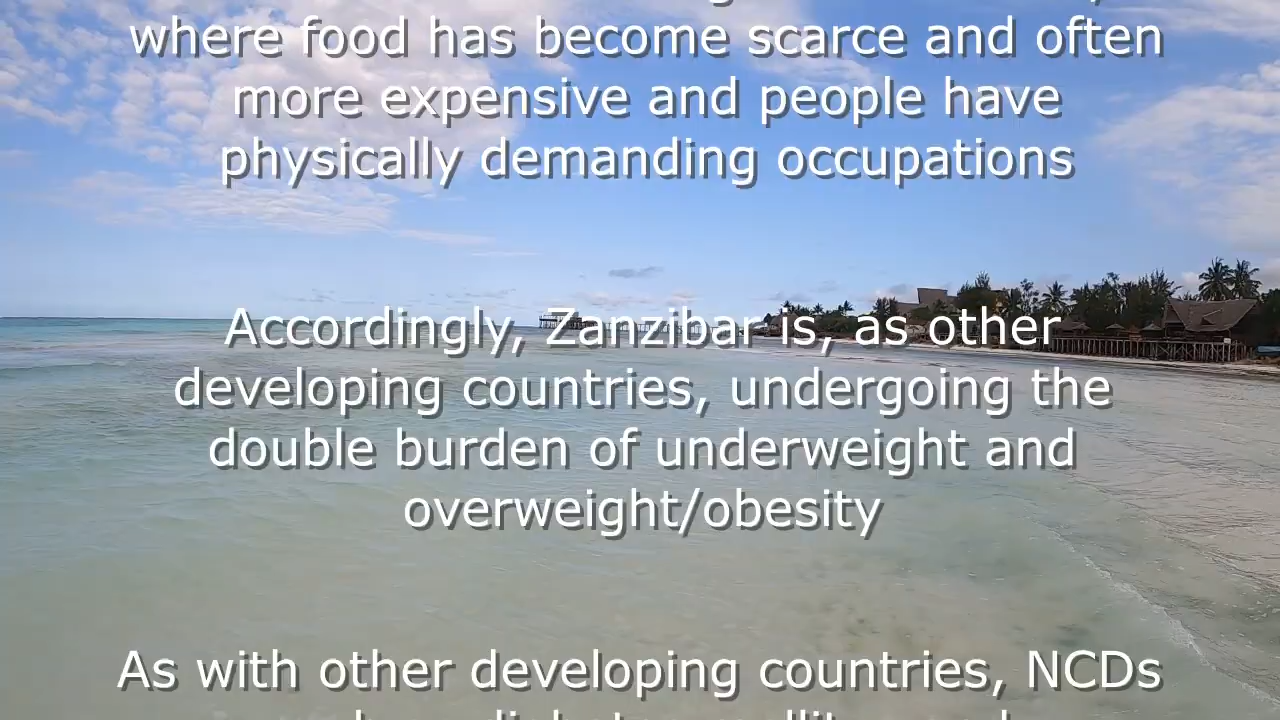 where food has become scarce and often
more expensive and people have
physically demanding occupations
Accordingly, Zanzibar is, as other
developing countries, undergoing the
double burden of underweight and
overweight/obesity
As with other developing countries, NCDs